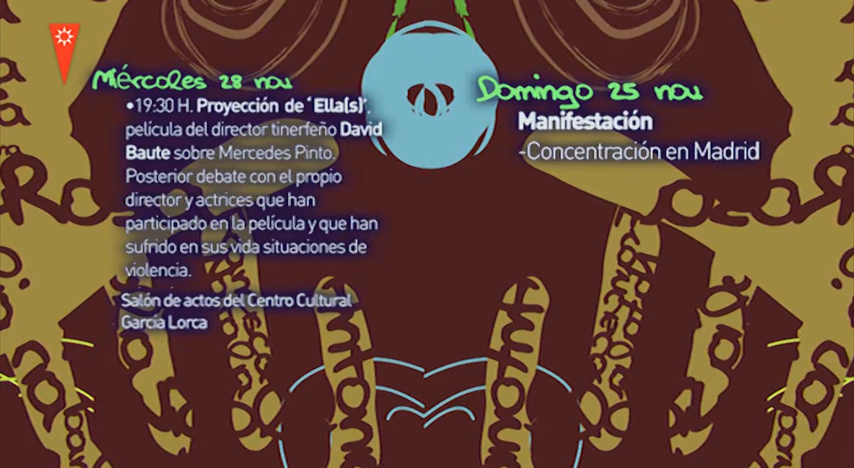 Miércoles 28 nov
•19:30 H. Proyección de 'Ella(s)',
película del director tinerfeño David
Baute sobre Mercedes Pinto.
Posterior debate con el propio
director y actrices que han
participado en la película y que han
sufrido en sus vida situaciones de
violencia.
Salón de actos del Centro Cultural
García Lorca
Domingo 25 nov
Manifestación
-Concentración en Madrid